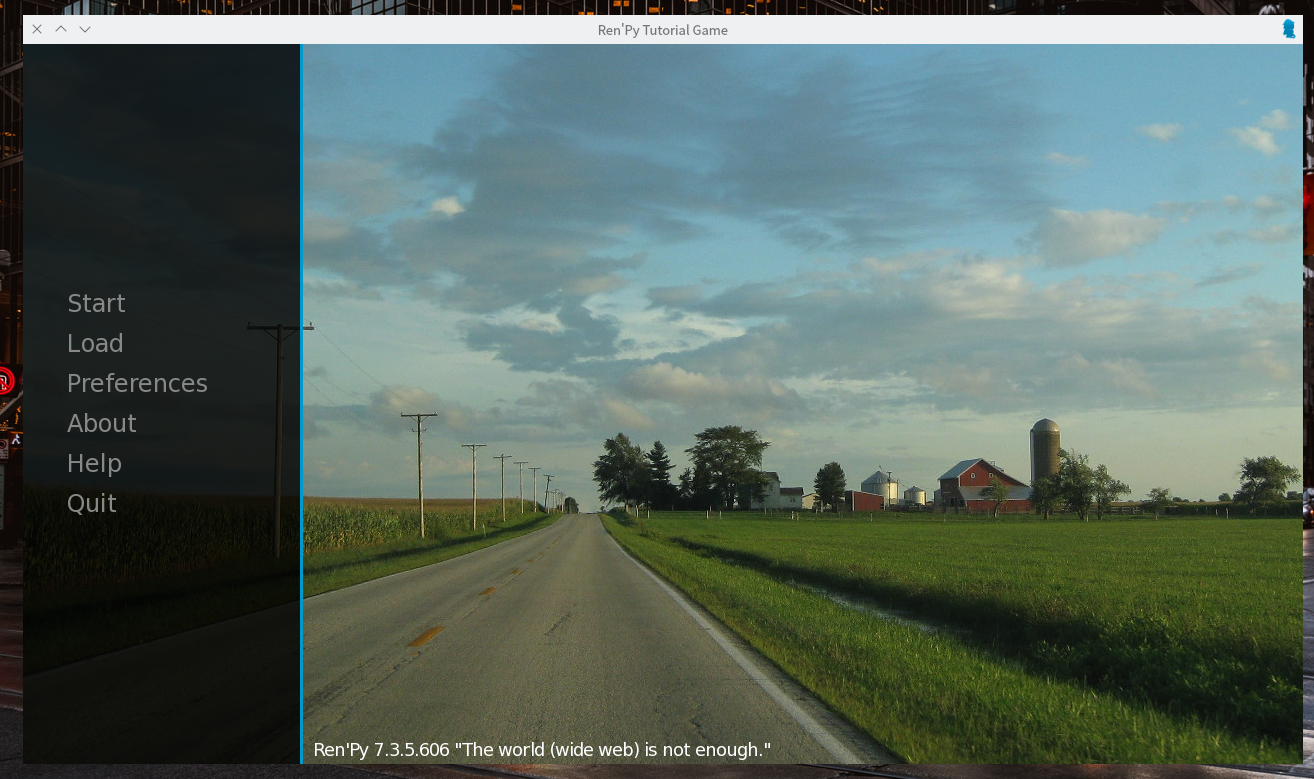 Ren'Py Tutorial Game
Start
Load
Preferences
About
Help
Quit
Ren'Py 7.3.5.606 "The world (wide web) is not enough."